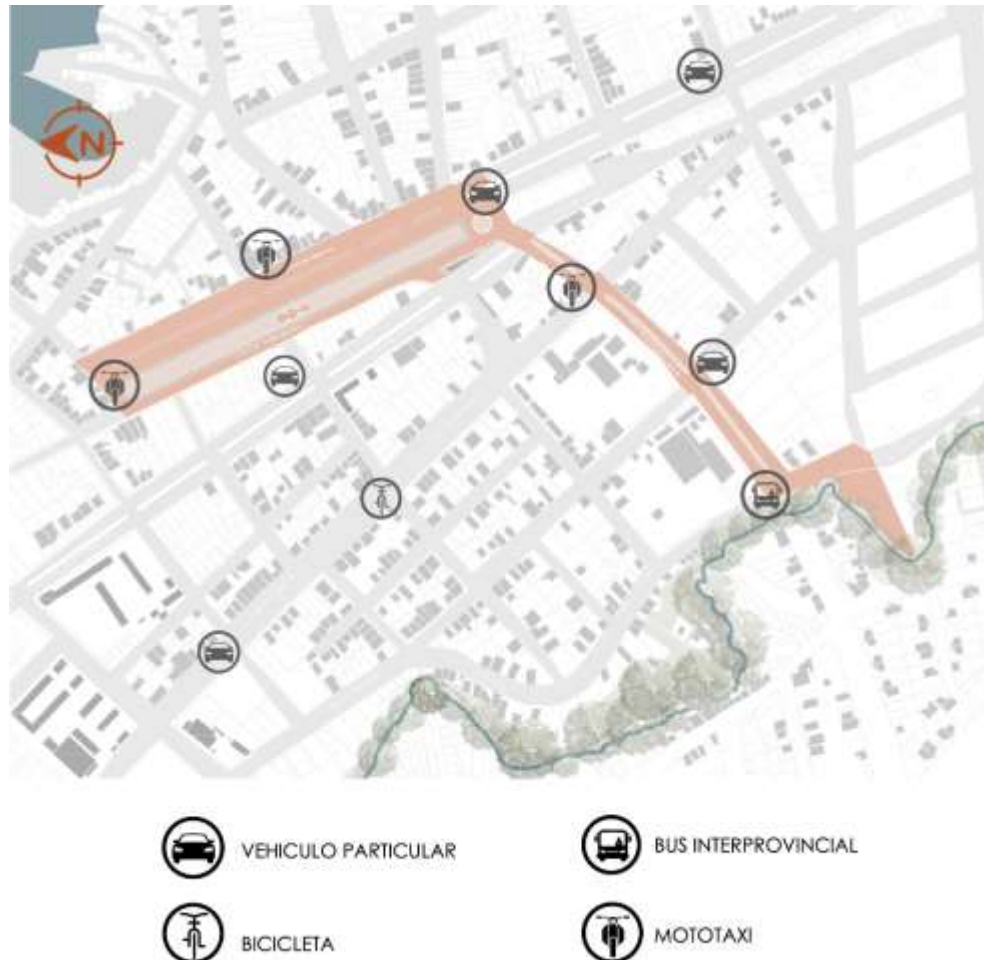 N
VEHICULO PARTICULAR
BUS INTERPROVINCIAL
BICICLETA
MOTOTAXI